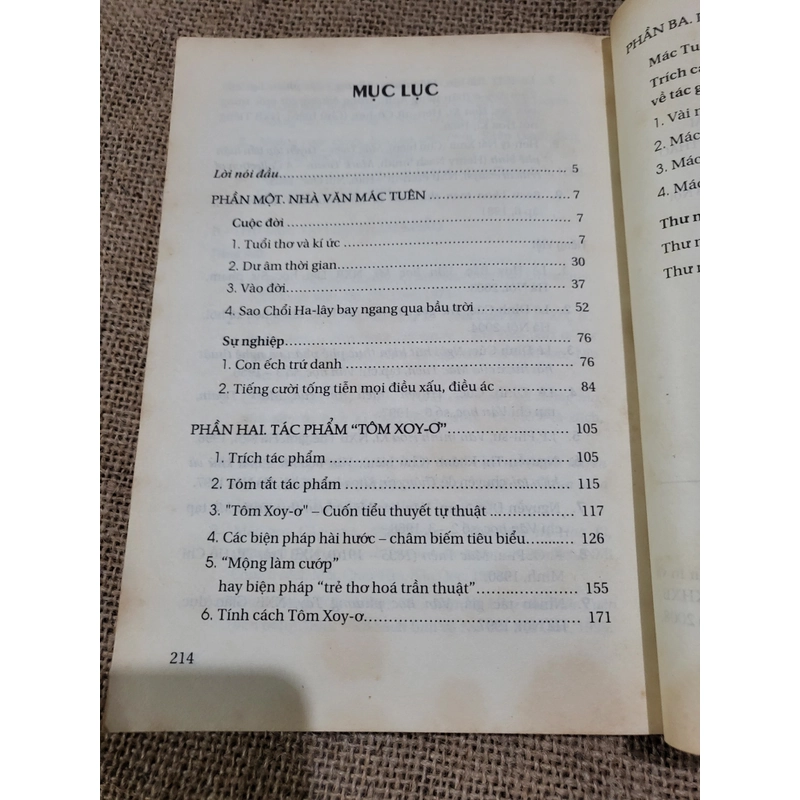 MỤC LỤC
Lời nói đầu.......................................................................... 5
PHẦN MỘT. NHÀ VĂN MÁC TUÊN .............................. 7
Cuộc đời ......................................................................... 7
1. Tuổi thơ và kí ức ......................................................... 7
2. Dư âm thời gian......................................................... 30
3. Vào đời......................................................................... 37
4. Sao Chổi Ha-lây bay ngang qua bầu trời .................. 52
Sự nghiệp......................................................................... 76
1. Con ếch trứ danh ......................................................... 76
2. Tiếng cười tống tiễn mọi điều xấu, điều ác ............. 84
PHẦN HAI. TÁC PHẨM “TÔM XOY-Ơ”........................ 105
1. Trích tác phẩm ......................................................... 105
2. Tóm tắt tác phẩm ......................................................... 115
3. "Tôm Xoy-ơ" – Cuốn tiểu thuyết tự thuật .................. 117
4. Các biện pháp hài hước – châm biếm tiêu biểu........ 126
5. “Mộng làm cướp”
hay biện pháp “trẻ thơ hoá trần thuật”...................... 155
6. Tính cách Tôm Xoy-ơ................................................ 171
214
PHẦN BA.
Mác Tu
Trích c
về tác g
1. Vài
2. Mác
3. Mác
4. Mác
Thư
Thư
Thư